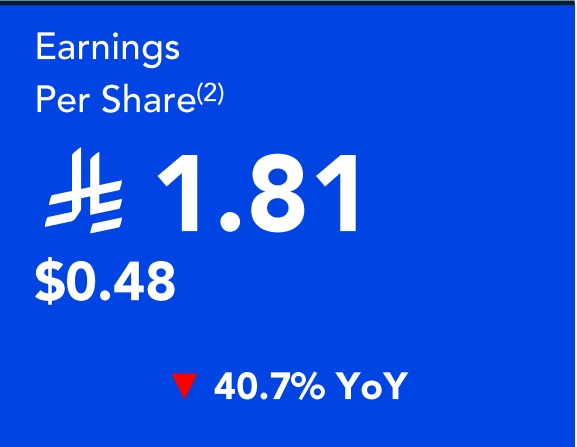 Earnings
Per Share(2)
⃁ 1.81
$0.48
▼ 40.7% YoY